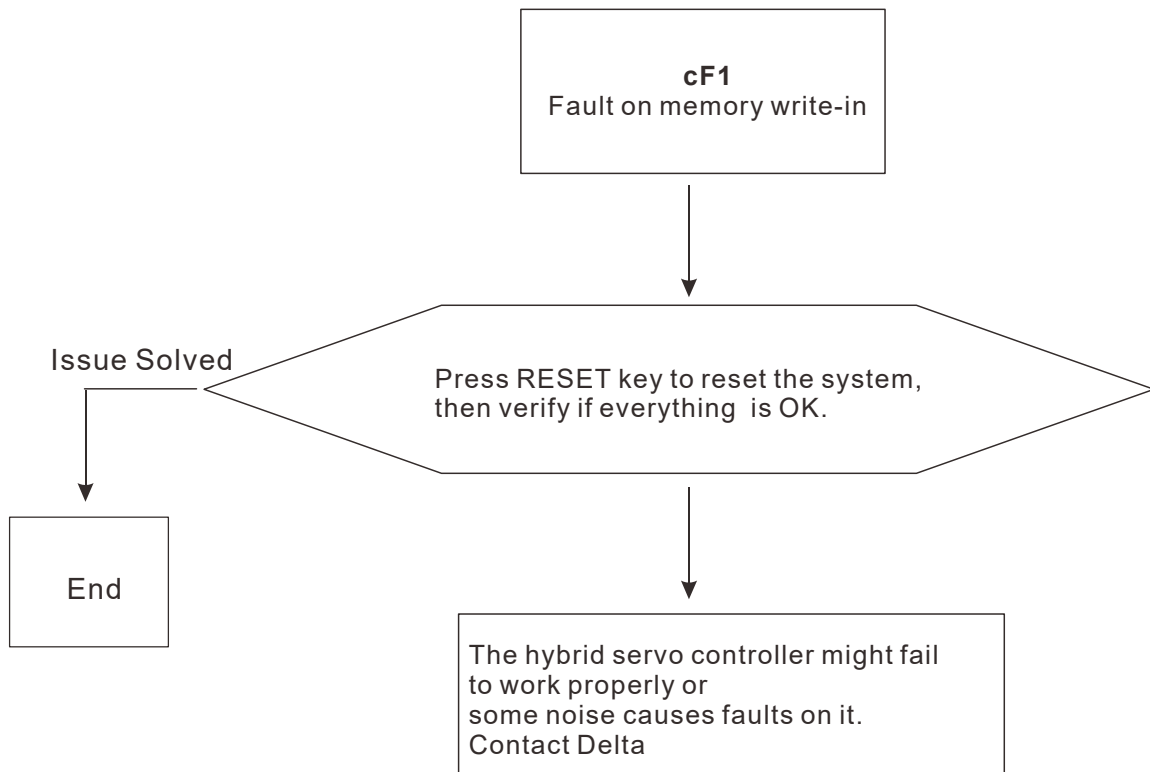 cF1
Fault on memory write-in
Issue Solved
Press RESET key to reset the system,
then verify if everything is OK.
End
The hybrid servo controller might fail
to work properly or
some noise causes faults on it.
Contact Delta